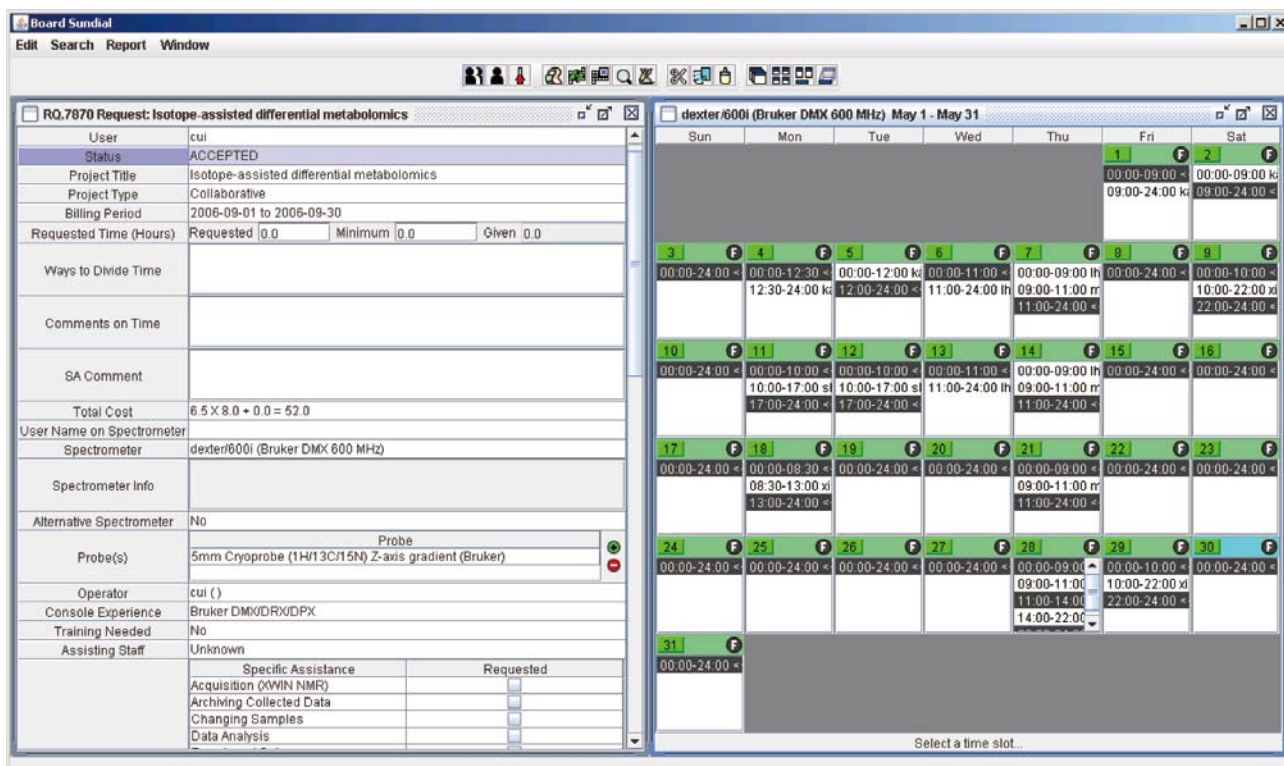 Board Sundial
Edit Search Report Window
RQ.7870 Request: Isotope-assisted differential metabolomics
User cui
Status ACCEPTED
Project Title Isotope-assisted differential metabolomics
Project Type Collaborative
Billing Period 2006-09-01 to 2006-09-30
Requested Time (Hours) Requested 0.0 Minimum 0.0 Given 0.0
Ways to Divide Time
Comments on Time
SA Comment
Total Cost 6.5 X 8.0 + 0.0 = 52.0
User Name on Spectrometer
Spectrometer dexter/600i (Bruker DMX 600 MHz)
Spectrometer Info
Alternative Spectrometer No
Probe
Probe(s) 5mm Cryoprobe (1H/13C/15N) Z-axis gradient (Bruker)
Operator cui ( )
Console Experience Bruker DMX/DRX/DPX
Training Needed No
Assisting Staff Unknown
Specific Assistance Requested
Acquisition (XWIN NMR)
Archiving Collected Data
Changing Samples
Data Analysis
dexter/600i (Bruker DMX 600 MHz) May 1 - May 31
Sun Mon Tue Wed Thu Fri Sat
1 F 2 F
00:00-09:00 < 00:00-09:00 ka
09:00-24:00 ka 09:00-24:00 <
3 F 4 F 5 F 6 F 7 F 8 F 9 F
00:00-24:00 < 00:00-12:30 < 00:00-12:00 ka 00:00-11:00 < 00:00-09:00 lh 00:00-24:00 < 00:00-10:00 <
12:30-24:00 ka 12:00-24:00 < 11:00-24:00 lh 09:00-11:00 m 10:00-22:00 xi
11:00-24:00 < 22:00-24:00 <
10 F 11 F 12 F 13 F 14 F 15 F 16 F
00:00-24:00 < 00:00-10:00 < 00:00-10:00 < 00:00-11:00 < 00:00-09:00 lh 00:00-24:00 < 00:00-24:00 <
10:00-17:00 sl 10:00-17:00 sl 11:00-24:00 lh 09:00-11:00 m
17:00-24:00 < 17:00-24:00 < 11:00-24:00 <
17 F 18 F 19 F 20 F 21 F 22 F 23 F
00:00-24:00 < 00:00-08:30 < 00:00-24:00 < 00:00-24:00 < 00:00-09:00 < 00:00-24:00 < 00:00-24:00 <
08:30-13:00 xi 09:00-11:00 m
13:00-24:00 < 11:00-24:00 <
24 F 25 F 26 F 27 F 28 F 29 F 30 F
00:00-24:00 < 00:00-24:00 < 00:00-24:00 < 00:00-24:00 < 00:00-09:00 00:00-10:00 < 00:00-24:00 <
09:00-11:00 10:00-22:00 xi
11:00-14:00 22:00-24:00 <
14:00-22:00
31 F
00:00-24:00 <
Select a time slot...